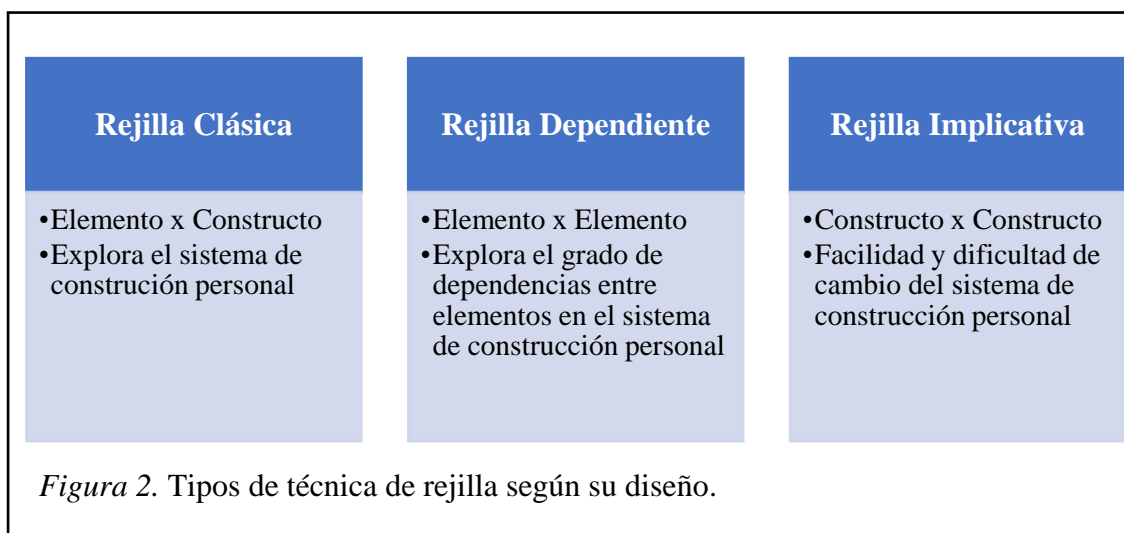 Rejilla Clásica
•Elemento x Constructo
•Explora el sistema de
construción personal
Rejilla Dependiente
•Elemento x Elemento
•Explora el grado de
dependencias entre
elementos en el sistema
de construcción personal
Rejilla Implicativa
•Constructo x Constructo
•Facilidad y dificultad de
cambio del sistema de
construcción personal
Figura 2. Tipos de técnica de rejilla según su diseño.